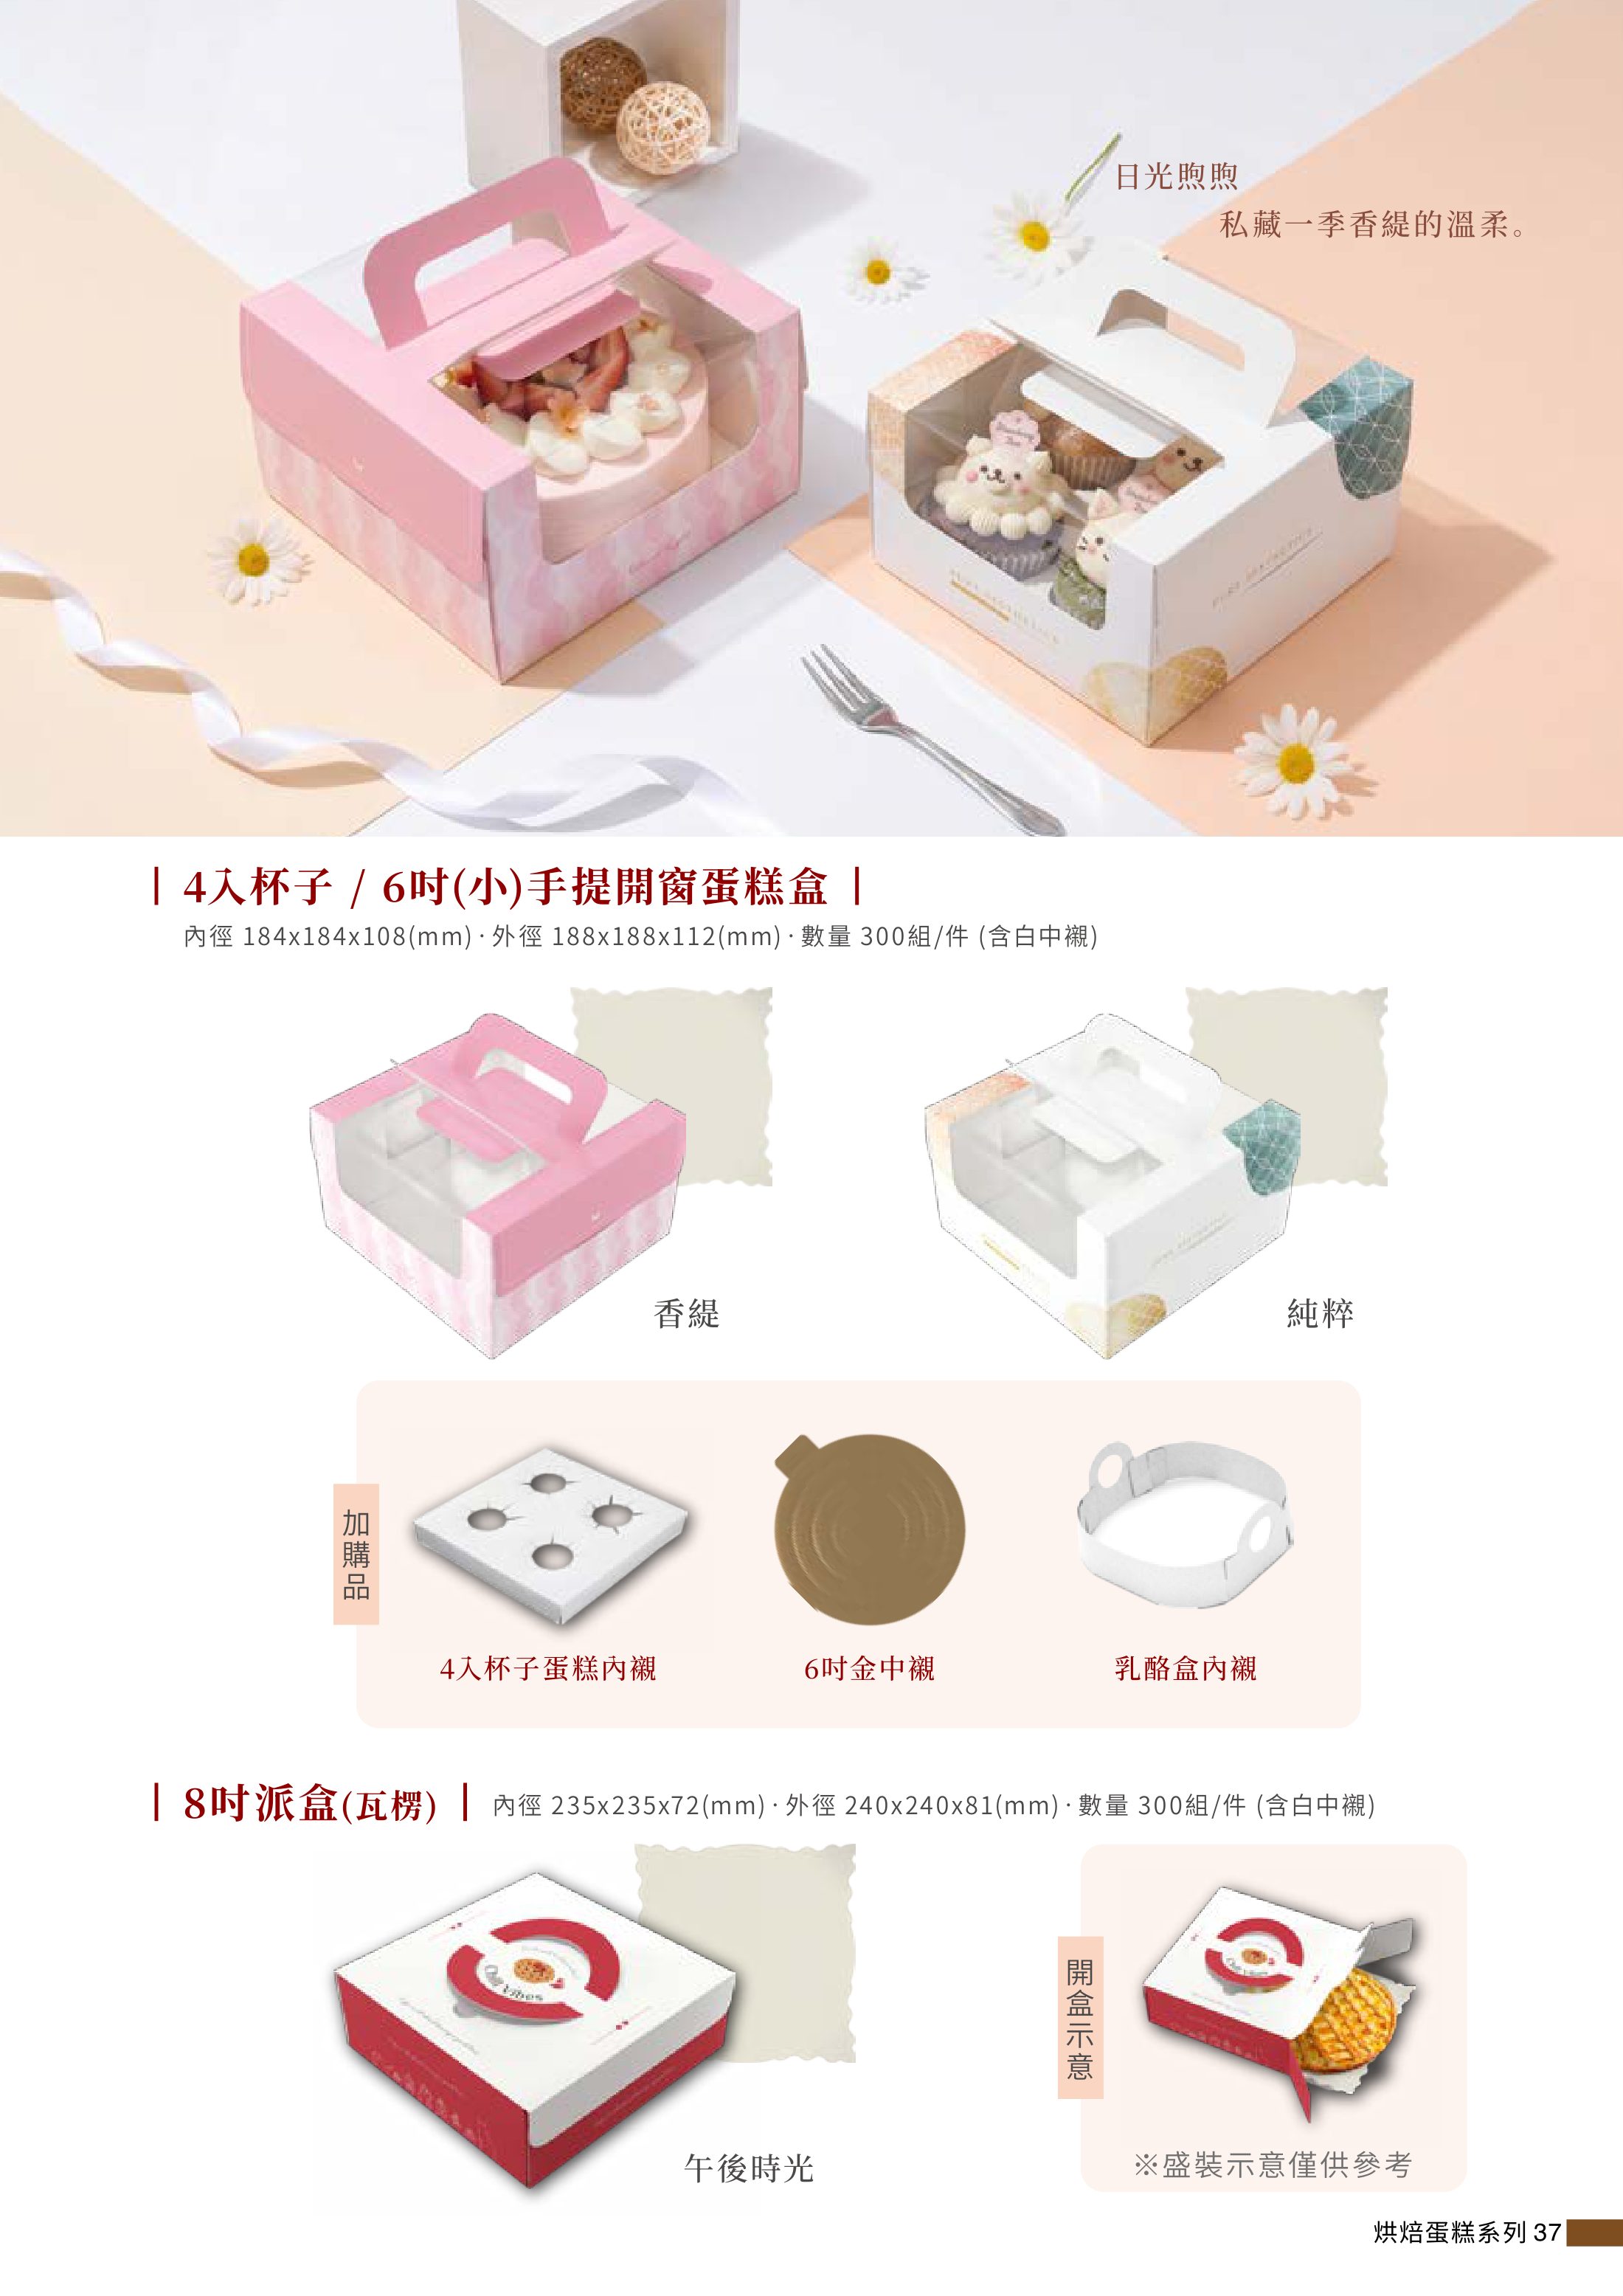 日光煦煦
私藏一季香緹的溫柔。
4入杯子 / 6吋(小)手提開窗蛋糕盒
內徑 184x184x108(mm)·外徑 188x188x112(mm)·數量 300組/件 (含白中襯)
香緹
純粹
加購品
4入杯子蛋糕內襯
6吋金中襯
乳酪盒內襯
8吋派盒(瓦楞)
內徑 235x235x72(mm)·外徑 240x240x81(mm)·數量 300組/件 (含白中襯)
Chill Vibes
午後時光
開盒示意
※盛裝示意僅供參考
烘焙蛋糕系列 37